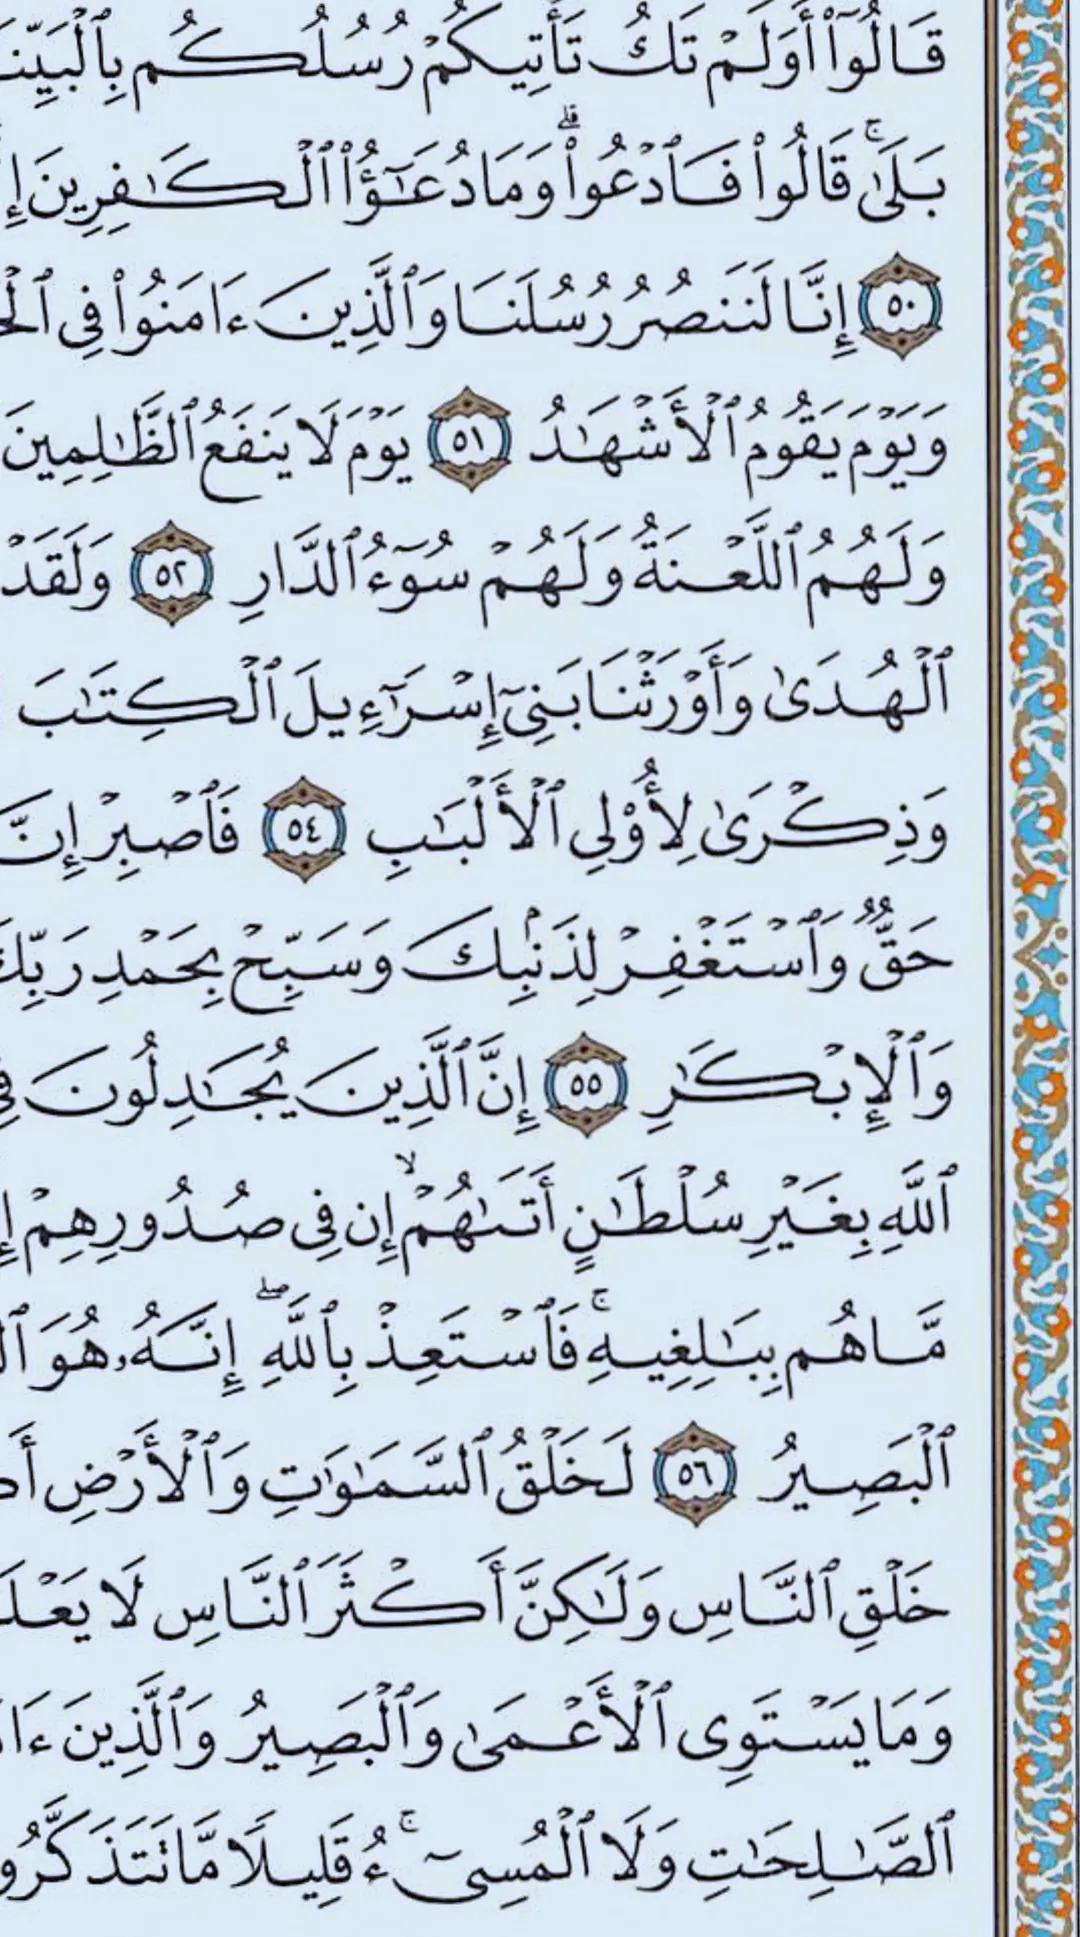 قَالُوٓا۟ أَوَلَمْ تَكُ تَأْتِيكُمْ رُسُلُكُم
بَلَىٰ ۚ قَالُوا۟ فَٱدْعُوا۟ ۗ وَمَا دُعَـٰٓؤُا۟ ٱلْكَـٰفِرِينَ
٥٠ إِنَّا لَنَنصُرُ رُسُلَنَا وَٱلَّذِينَ ءَامَنُوا۟ فِى
وَيَوْمَ يَقُومُ ٱلْأَشْهَـٰدُ ٥١ يَوْمَ لَا يَنفَعُ ٱلظَّـٰلِمِينَ
وَلَهُمُ ٱللَّعْنَةُ وَلَهُمْ سُوٓءُ ٱلدَّارِ ٥٢ وَلَقَدْ
ٱلْهُدَىٰ وَأَوْرَثْنَا بَنِىٓ إِسْرَٰٓءِيلَ ٱلْكِتَـٰبَ
وَذِكْرَىٰ لِأُو۟لِى ٱلْأَلْبَـٰبِ ٥٤ فَٱصْبِرْ إِنَّ
حَقٌّ وَٱسْتَغْفِرْ لِذَنۢبِكَ وَسَبِّحْ بِحَمْدِ رَبِّكَ
وَٱلْإِبْكَـٰرِ ٥٥ إِنَّ ٱلَّذِينَ يُجَـٰدِلُونَ
ٱللَّهِ بِغَيْرِ سُلْطَـٰنٍ أَتَىٰهُمْ ۙ إِن فِى صُدُورِهِمْ
مَّا هُم بِبَـٰلِغِيهِ ۚ فَٱسْتَعِذْ بِٱللَّهِ ۖ إِنَّهُۥ هُوَ
ٱلْبَصِيرُ ٥٦ لَخَلْقُ ٱلسَّمَـٰوَٰتِ وَٱلْأَرْضِ
خَلْقِ ٱلنَّاسِ وَلَـٰكِنَّ أَكْثَرَ ٱلنَّاسِ لَا
وَمَا يَسْتَوِى ٱلْأَعْمَىٰ وَٱلْبَصِيرُ وَٱلَّذِينَ
ٱلصَّـٰلِحَـٰتِ وَلَا ٱلْمُسِىٓءُ ۚ قَلِيلًا مَّا